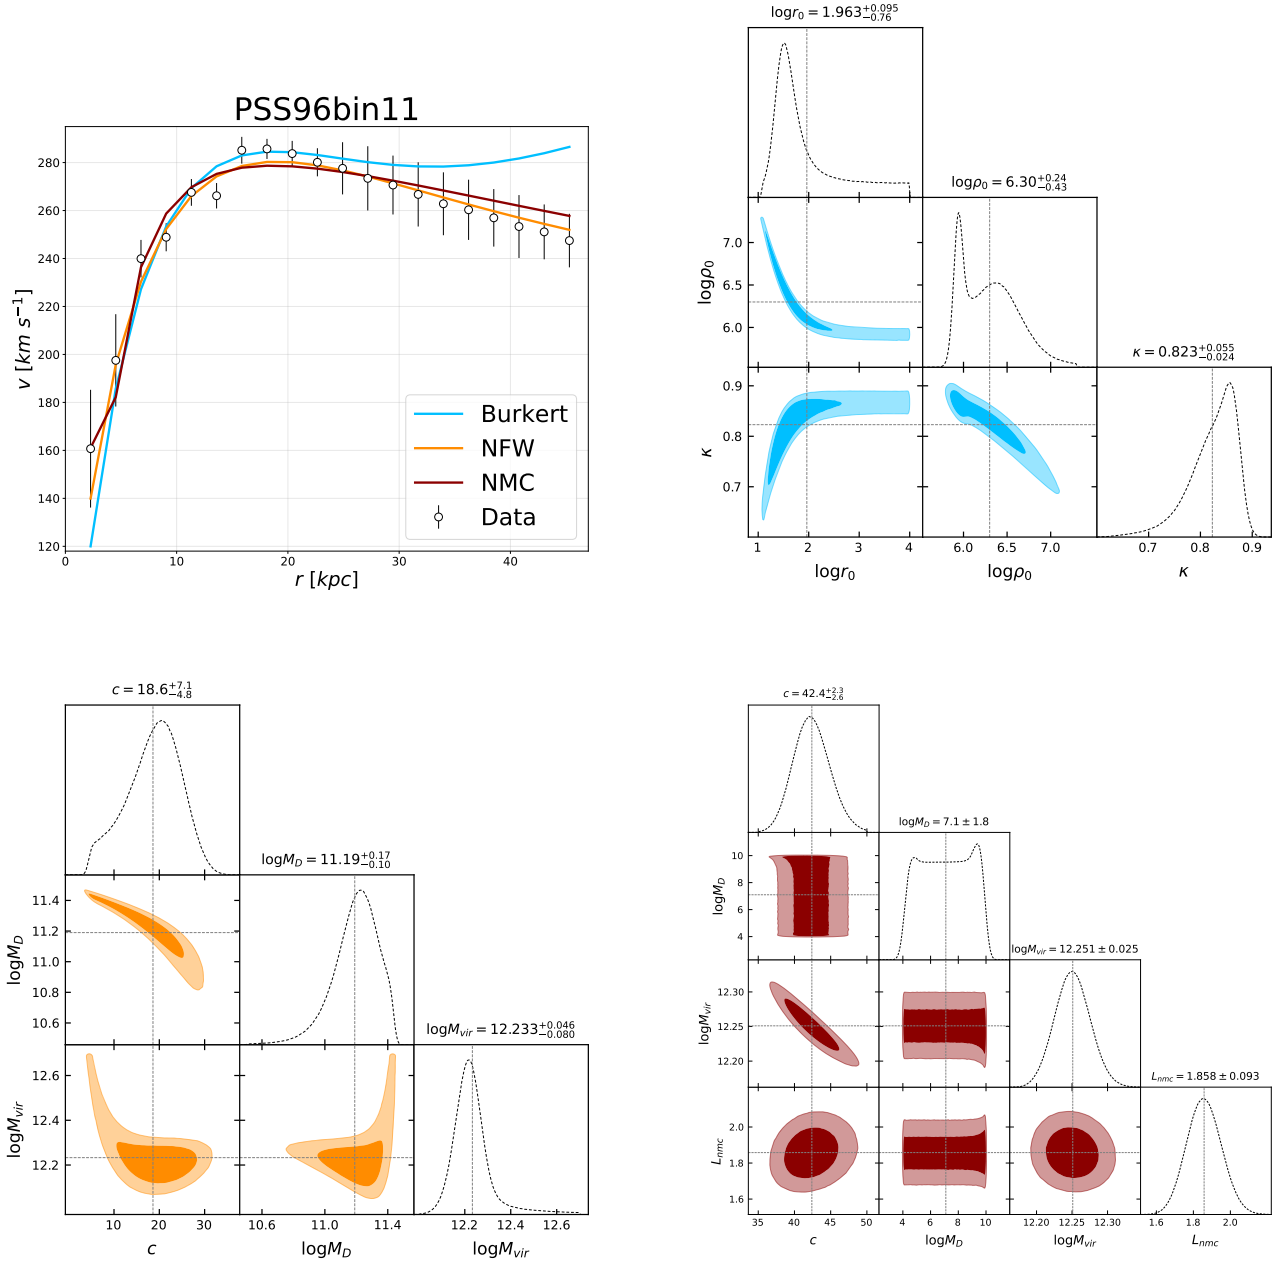 PSS96bin11
280
260
240
220
200
180
160
140
120
0 10 20 30 40
v [km s⁻¹]
r [kpc]
Burkert
NFW
NMC
Data
logr₀ = 1.963 +0.095 −0.76
logρ₀ = 6.30 +0.24 −0.43
κ = 0.823 +0.055 −0.024
logρ₀
7.0
6.5
6.0
κ
0.9
0.8
0.7
1 2 3 4
6.0 6.5 7.0
0.7 0.8 0.9
logr₀ logρ₀ κ
c = 18.6 +7.1 −4.8
logM_D = 11.19 +0.17 −0.10
logM_vir = 12.233 +0.046 −0.080
logM_D
11.4
11.2
11.0
10.8
10.6
logM_vir
12.6
12.4
12.2
10 20 30
10.6 11.0 11.4
12.2 12.4 12.6
c logM_D logM_vir
c = 42.4 +2.3 −2.6
logM_D = 7.1 ± 1.8
logM_vir = 12.251 ± 0.025
L_nmc = 1.858 ± 0.093
logM_D
10
8
6
4
logM_vir
12.30
12.25
12.20
L_nmc
2.0
1.8
1.6
35 40 45 50
4 6 8 10
12.20 12.25 12.30
1.6 1.8 2.0
c logM_D logM_vir L_nmc